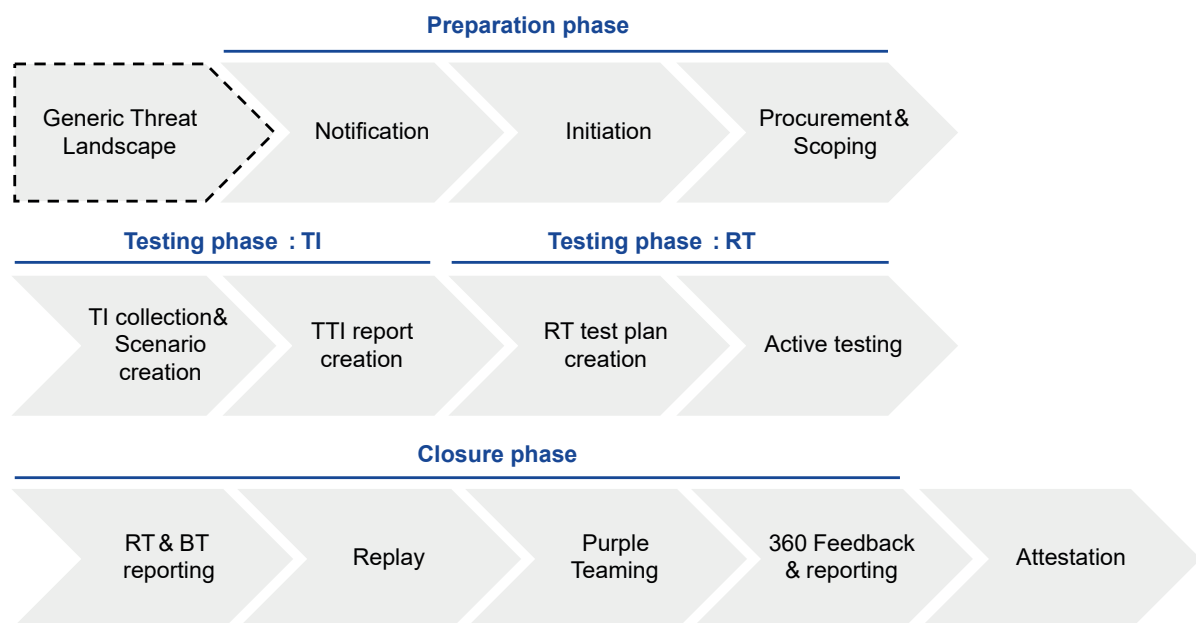 Preparation phase
Generic Threat
Landscape
Notification
Initiation
Procurement&
Scoping
Testing phase : TI
Testing phase : RT
TI collection&
Scenario
creation
TTI report
creation
RT test plan
creation
Active testing
Closure phase
RT & BT
reporting
Replay
Purple
Teaming
360 Feedback
& reporting
Attestation